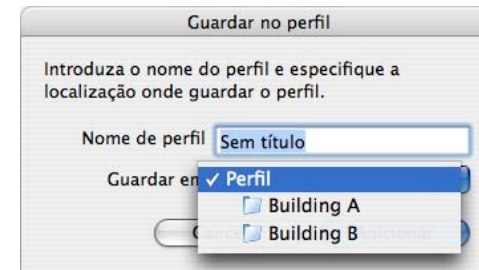 Guardar no perfil
Introduza o nome do perfil e especifique a
localização onde guardar o perfil.
Nome de perfil Sem título
Guardar em
✓ Perfil
Building A
Building B